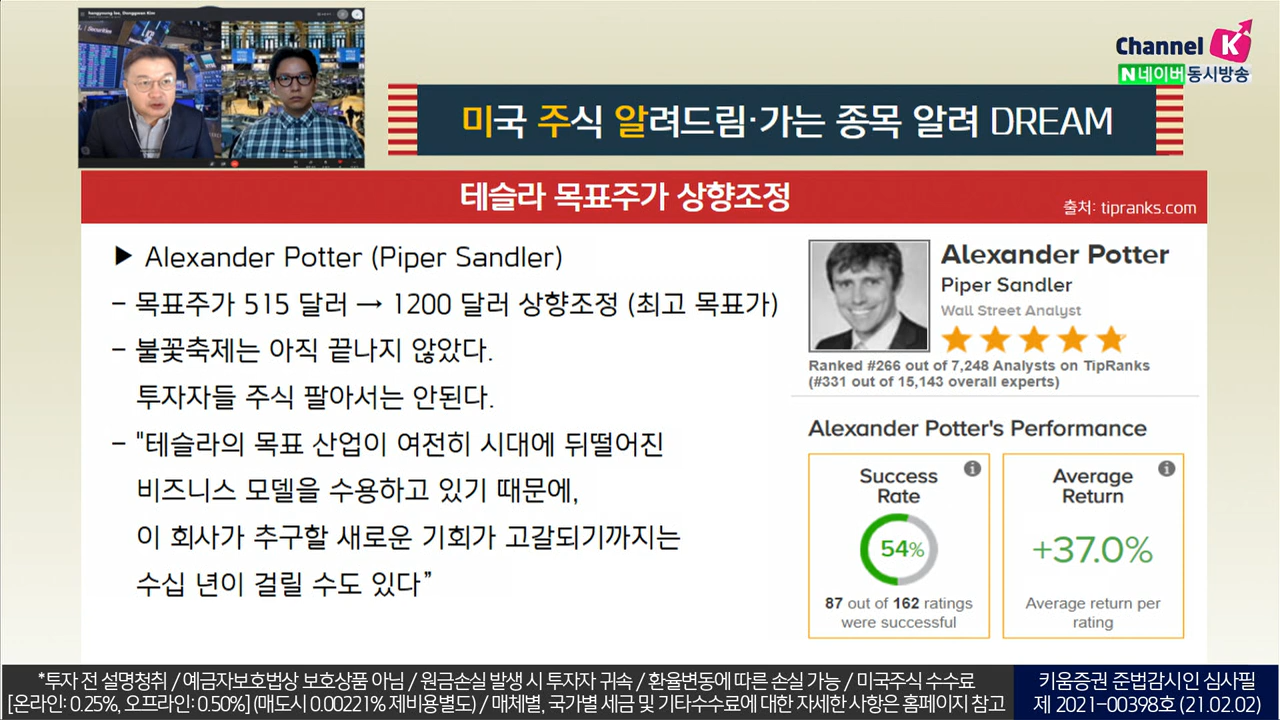 hangyoung lee, Donggwan Kim
Channel K
N 네이버 동시방송
미국 주식 알려드림·가는 종목 알려 DREAM
테슬라 목표주가 상향조정
출처: tipranks.com
▶ Alexander Potter (Piper Sandler)
– 목표주가 515 달러 → 1200 달러 상향조정 (최고 목표가)
– 불꽃축제는 아직 끝나지 않았다.
투자자들 주식 팔아서는 안된다.
– "테슬라의 목표 산업이 여전히 시대에 뒤떨어진
비즈니스 모델을 수용하고 있기 때문에,
이 회사가 추구할 새로운 기회가 고갈되기까지는
수십 년이 걸릴 수도 있다”
Alexander Potter
Piper Sandler
Wall Street Analyst
Ranked #266 out of 7,248 Analysts on TipRanks
(#331 out of 15,143 overall experts)
Alexander Potter's Performance
Success
Rate
54%
87 out of 162 ratings
were successful
Average
Return
+37.0%
Average return per
rating
*투자 전 설명청취 / 예금자보호법상 보호상품 아님 / 원금손실 발생 시 투자자 귀속 / 환율변동에 따른 손실 가능 / 미국주식 수수료
[온라인: 0.25%, 오프라인: 0.50%] (매도시 0.00221% 제비용별도) / 매체별, 국가별 세금 및 기타수수료에 대한 자세한 사항은 홈페이지 참고
키움증권 준법감시인 심사필
제 2021-00398호 (21.02.02)